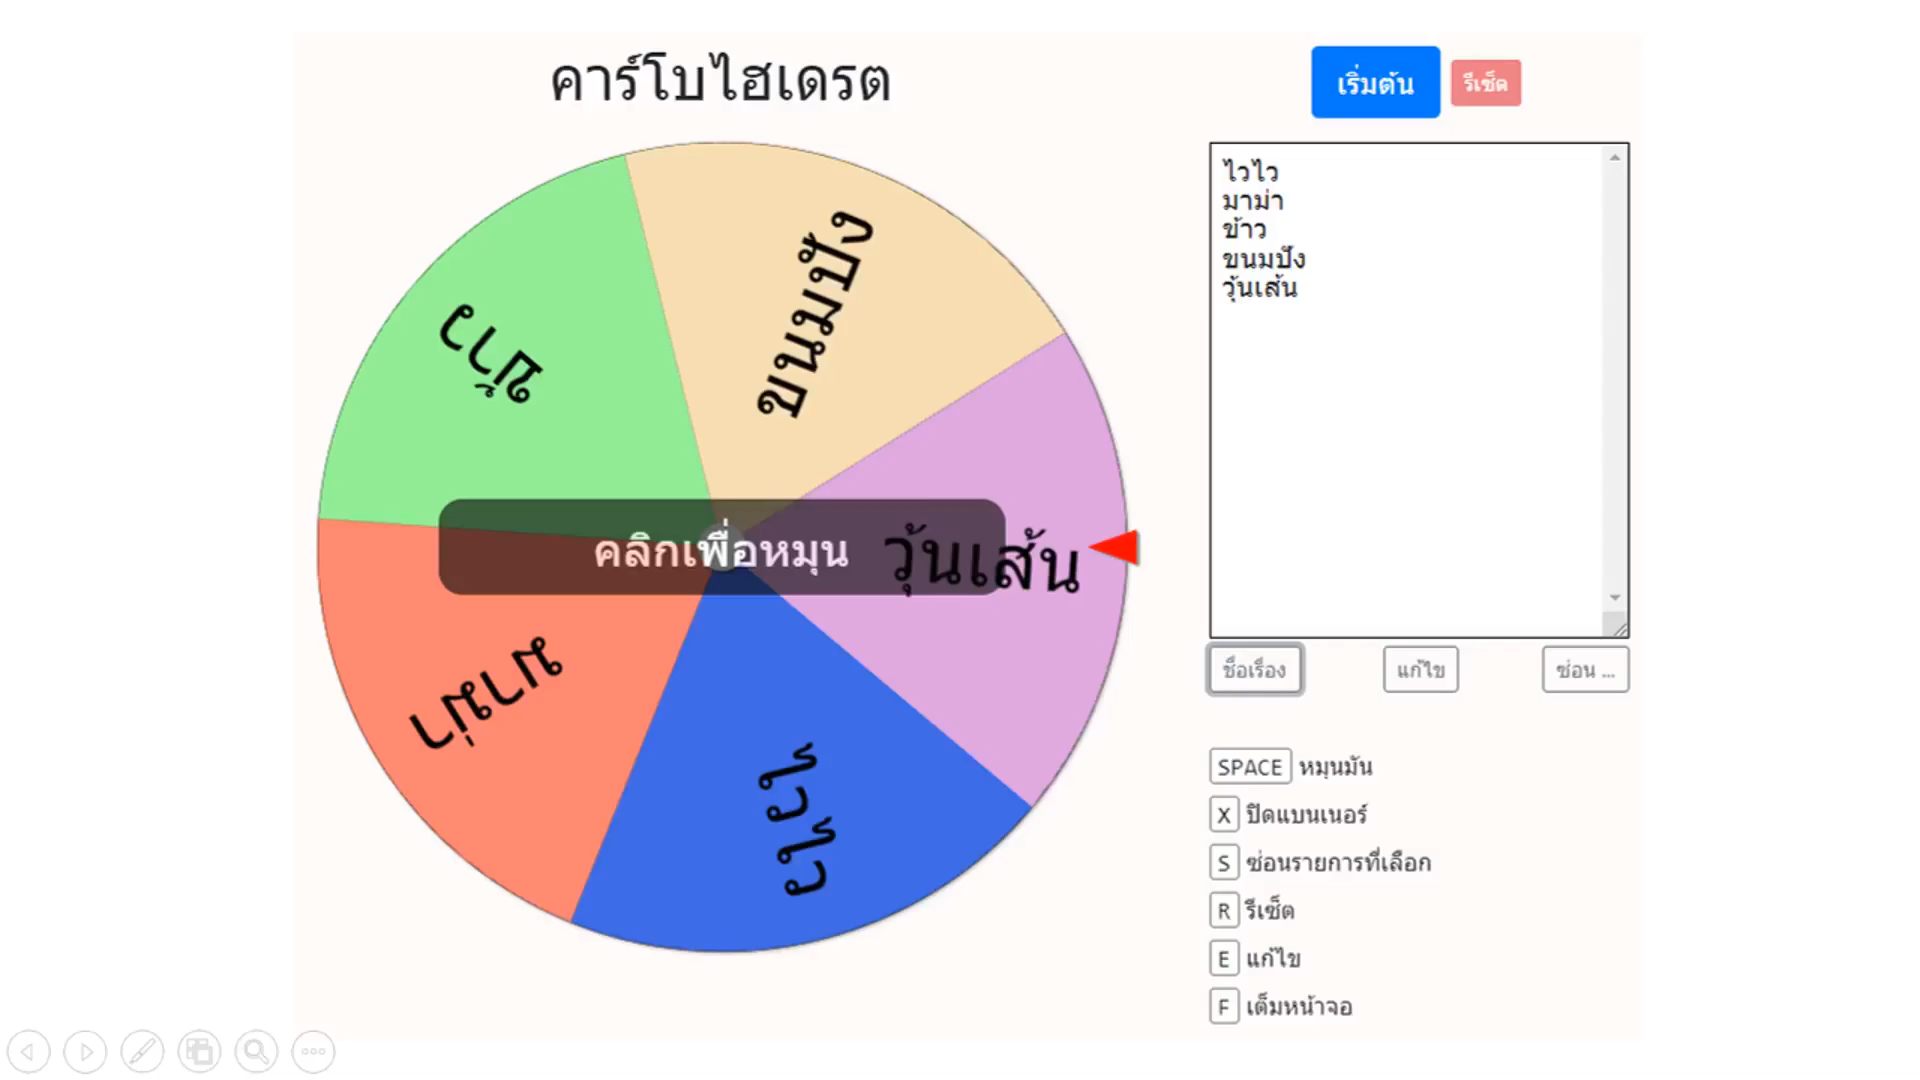 คาร์โบไฮเดรต
เริ่มต้น
รีเซ็ต
ขนมปัง
ข้าว
วุ้นเส้น
คลิกเพื่อหมุน
มาม่า
ไวไว
ไวไว
มาม่า
ข้าว
ขนมปัง
วุ้นเส้น
ชื่อเรื่อง
แก้ไข
ซ่อน ...
SPACE หมุนมัน
X ปิดแบนเนอร์
S ซ่อนรายการที่เลือก
R รีเซ็ต
E แก้ไข
F เต็มหน้าจอ